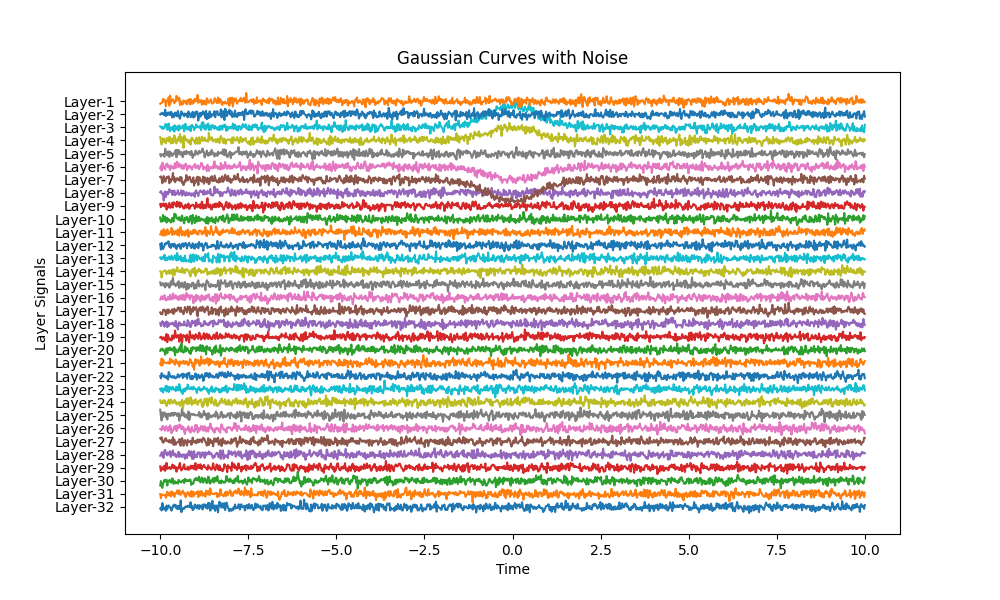 Gaussian Curves with Noise
Layer-1
Layer-2
Layer-3
Layer-4
Layer-5
Layer-6
Layer-7
Layer-8
Layer-9
Layer-10
Layer-11
Layer-12
Layer-13
Layer-14
Layer-15
Layer-16
Layer-17
Layer-18
Layer-19
Layer-20
Layer-21
Layer-22
Layer-23
Layer-24
Layer-25
Layer-26
Layer-27
Layer-28
Layer-29
Layer-30
Layer-31
Layer-32
Layer Signals
−10.0 −7.5 −5.0 −2.5 0.0 2.5 5.0 7.5 10.0
Time